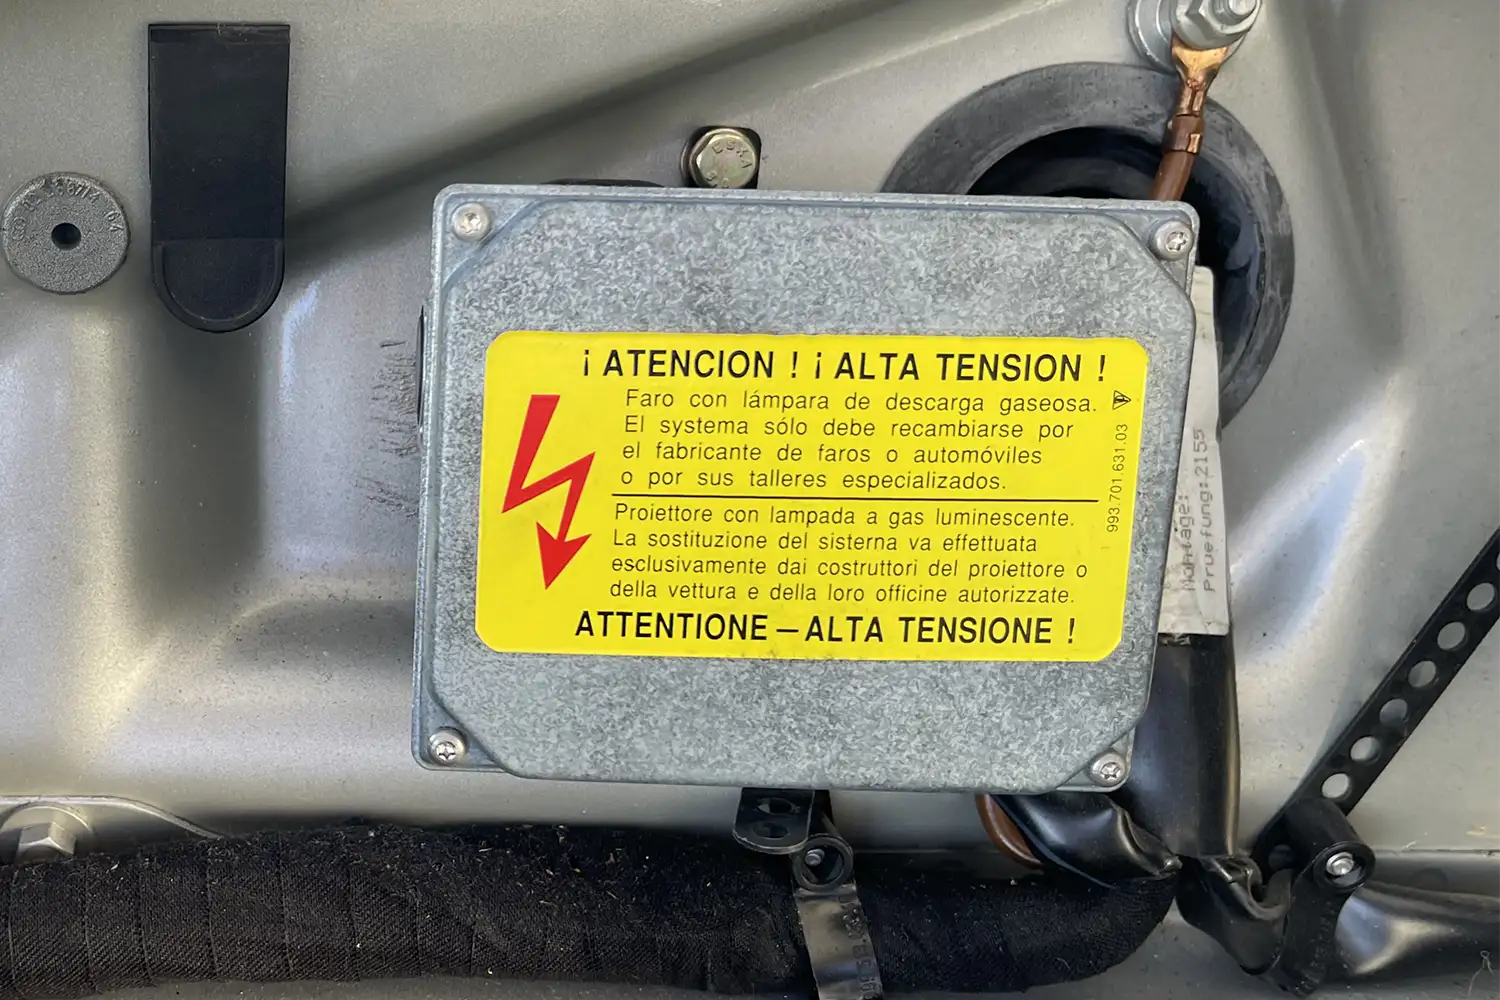 ¡ ATENCION ! ¡ ALTA TENSION !
Faro con lámpara de descarga gaseosa.
El systema sólo debe recambiarse por
el fabricante de faros o automóviles
o por sus talleres especializados.
993.701.631.03
Proiettore con lampada a gas luminescente.
La sostituzione del sisterna va effettuata
esclusivamente dai costruttori del proiettore o
della vettura e della loro officine autorizzate.
ATTENTIONE – ALTA TENSIONE !
Montage:
Pruefung:2155